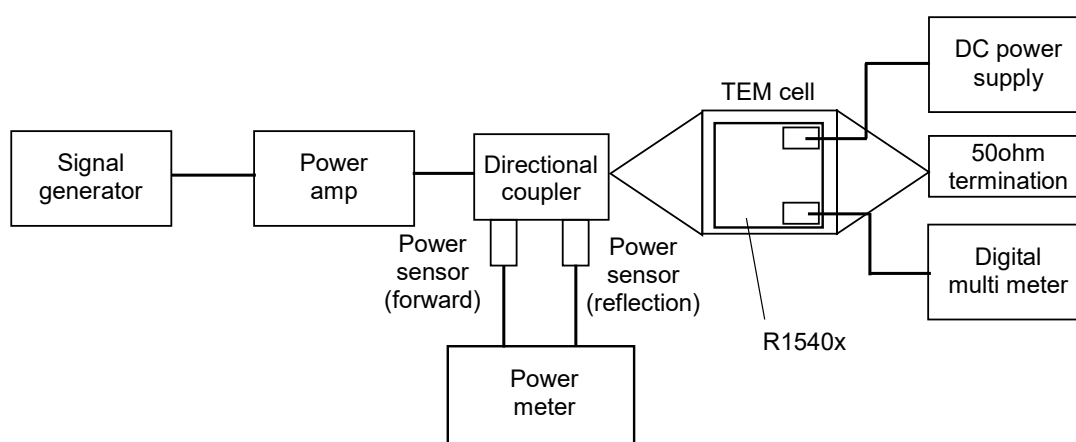 DC power
supply
TEM cell
Signal
generator
Power
amp
Directional
coupler
50ohm
termination
Power
sensor
(forward)
Power
sensor
(reflection)
Digital
multi meter
R1540x
Power
meter